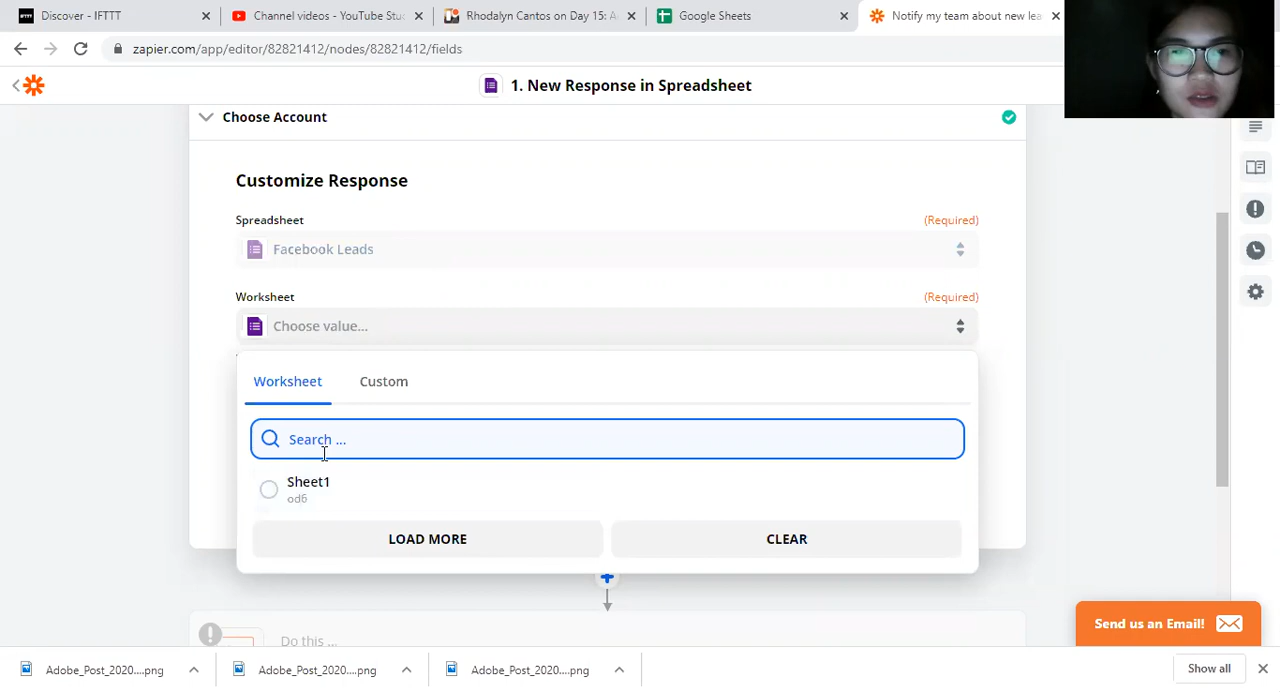 IFTTT
Discover - IFTTT
Channel videos - YouTube Stu
Rhodalyn Cantos on Day 15: A
Google Sheets
Notify my team about new lea
zapier.com/app/editor/82821412/nodes/82821412/fields
1. New Response in Spreadsheet
Choose Account
Customize Response
Spreadsheet
(Required)
Facebook Leads
Worksheet
(Required)
Choose value...
Worksheet
Custom
Search ...
Sheet1
od6
LOAD MORE
CLEAR
Do this ...
Send us an Email!
Adobe_Post_2020....png
Adobe_Post_2020....png
Adobe_Post_2020....png
Show all